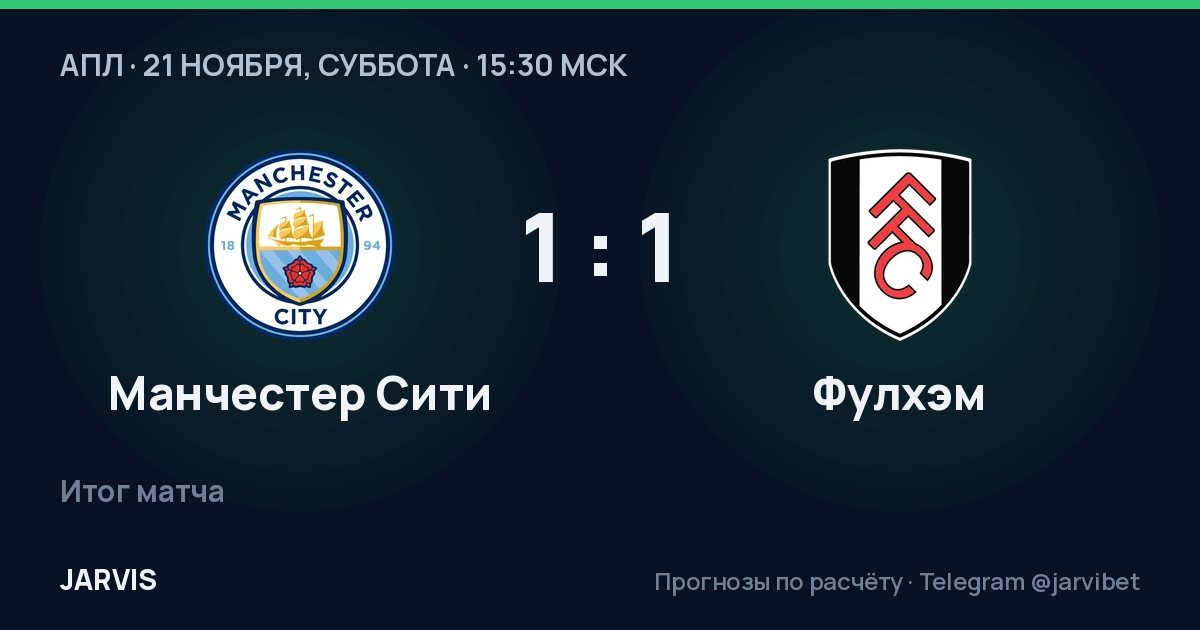 АПЛ · 21 НОЯБРЯ, СУББОТА · 15:30 МСК
MANCHESTER
18 94
CITY
1 : 1
FFC
Манчестер Сити
Фулхэм
Итог матча
JARVIS
Прогнозы по расчёту · Telegram @jarvibet